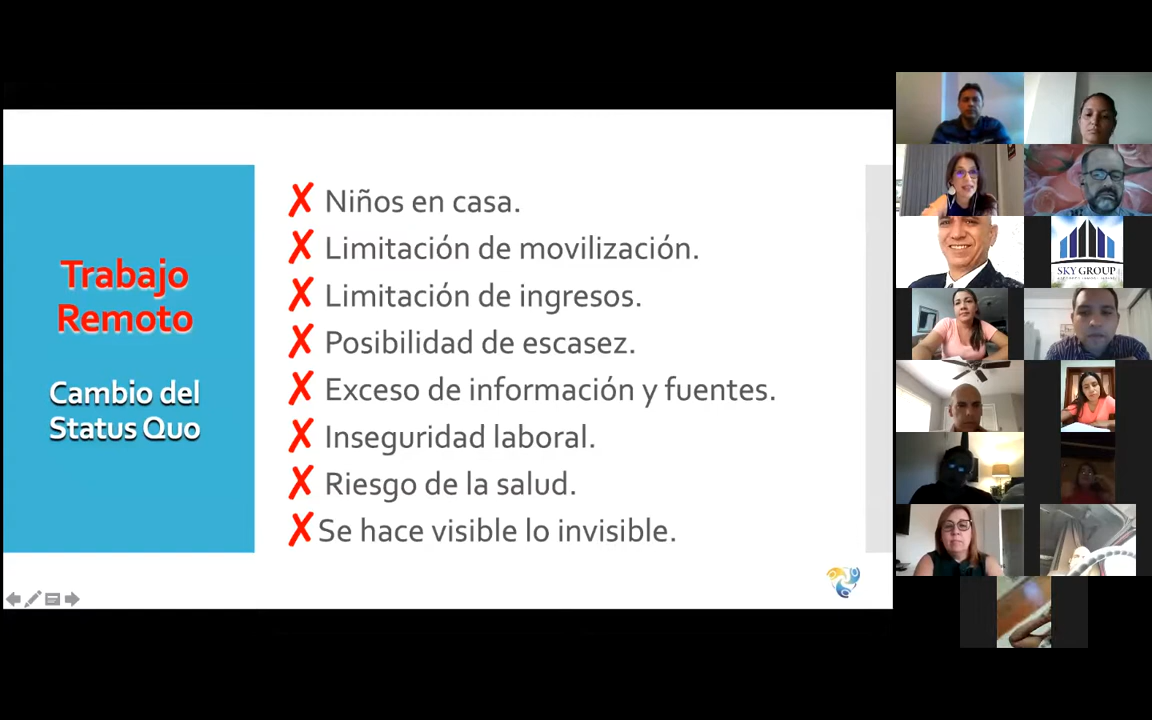 Trabajo
Remoto
Cambio del
Status Quo
✗ Niños en casa.
✗ Limitación de movilización.
✗ Limitación de ingresos.
✗ Posibilidad de escasez.
✗ Exceso de información y fuentes.
✗ Inseguridad laboral.
✗ Riesgo de la salud.
✗ Se hace visible lo invisible.
SKY GROUP